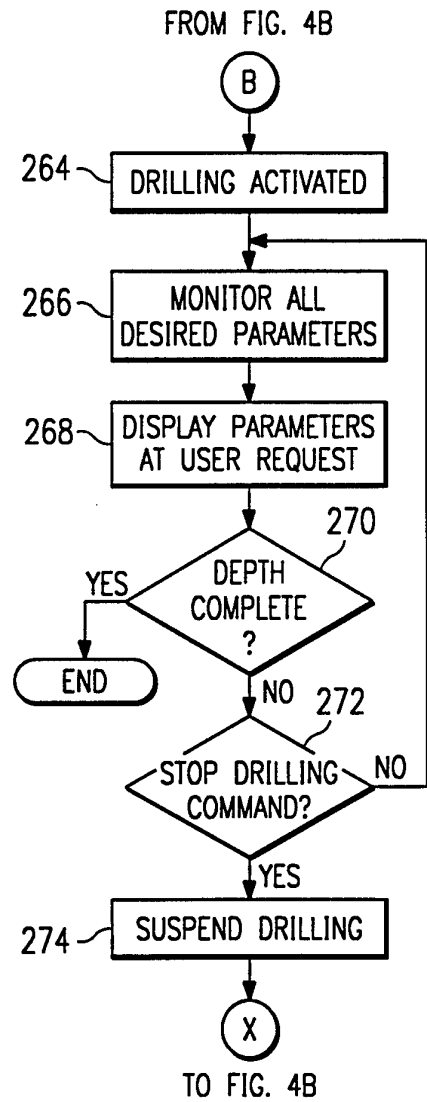 FROM FIG. 4B
B
264
DRILLING ACTIVATED
266
MONITOR ALL
DESIRED PARAMETERS
268
DISPLAY PARAMETERS
AT USER REQUEST
270
YES
DEPTH
COMPLETE
?
END
NO
272
STOP DRILLING
COMMAND?
NO
YES
274
SUSPEND DRILLING
X
TO FIG. 4B